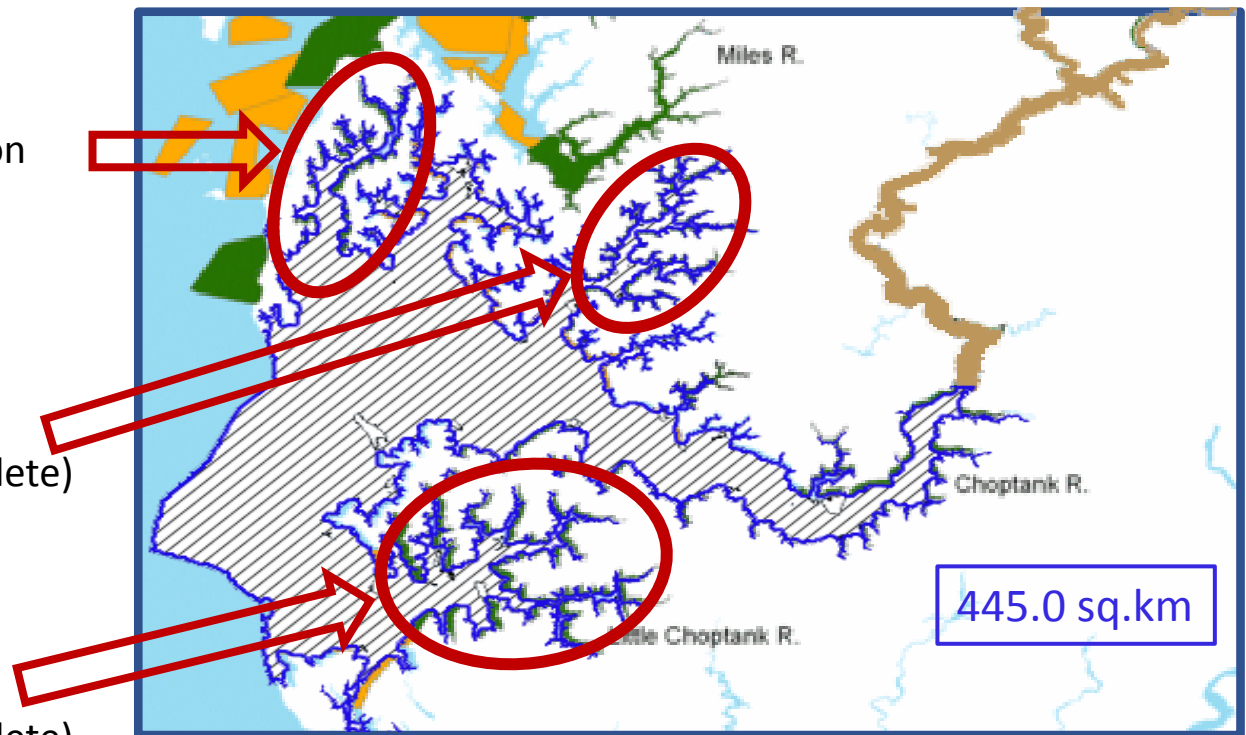 Miles R.
on
lete)
Choptank R.
445.0 sq.km
Little Choptank R.
lete)